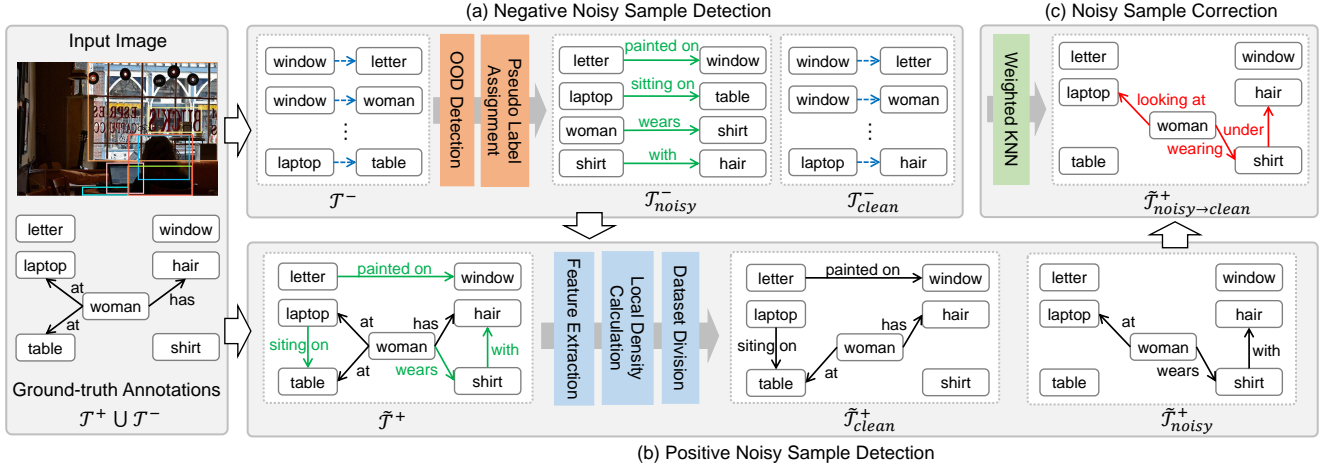 (a) Negative Noisy Sample Detection
(c) Noisy Sample Correction
Input Image
letter
window
laptop
hair
at
has
woman
at
table
shirt
Ground-truth Annotations
𝒯⁺ ⋃ 𝒯⁻
window
letter
window
woman
⋮
laptop
table
𝒯⁻
OOD Detection
Pseudo Label
Assignment
letter
painted on
window
laptop
sitting on
table
woman
wears
shirt
shirt
with
hair
𝒯⁻noisy
window
letter
window
woman
⋮
laptop
hair
𝒯⁻clean
Weighted KNN
letter
window
laptop
looking at
hair
woman
under
wearing
table
shirt
𝒯̃⁺noisy→clean
letter
painted on
window
laptop
at
has
hair
siting on
woman
with
at
wears
table
shirt
𝒯̃⁺
Feature Extraction
Local Density
Calculation
Dataset Division
letter
painted on
window
laptop
has
hair
siting on
woman
at
table
shirt
𝒯̃⁺clean
letter
window
laptop
at
hair
woman
with
wears
table
shirt
𝒯̃⁺noisy
(b) Positive Noisy Sample Detection